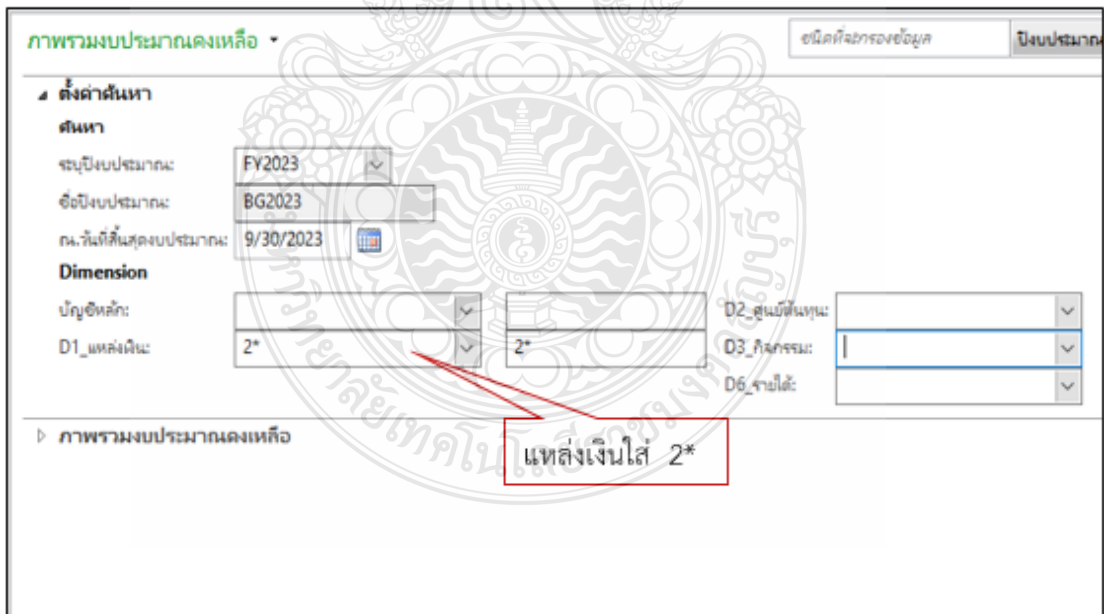 ภาพรวมงบประมาณคงเหลือ
ชนิดที่จะกรองข้อมูล
ปีงบประมาณ
ตั้งค่าค้นหา
ค้นหา
ระบุปีงบประมาณ: FY2023
ชื่อปีงบประมาณ: BG2023
ณ.วันที่สิ้นสุดงบประมาณ: 9/30/2023
Dimension
บัญชีหลัก: D2_ศูนย์ต้นทุน:
D1_แหล่งเงิน: 2* 2* D3_กิจกรรม:
D6_รายได้:
ภาพรวมงบประมาณคงเหลือ
แหล่งเงินใส่ 2*